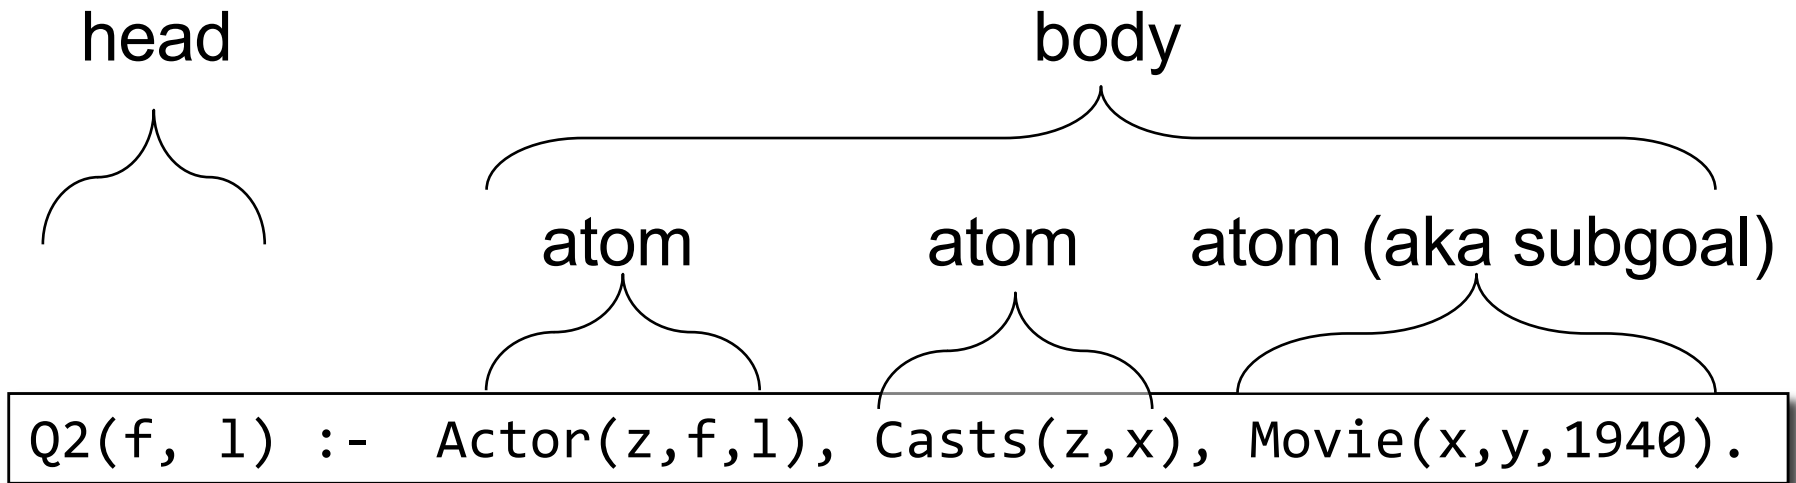 head body
atom atom atom (aka subgoal)
Q2(f, l) :- Actor(z,f,l), Casts(z,x), Movie(x,y,1940).